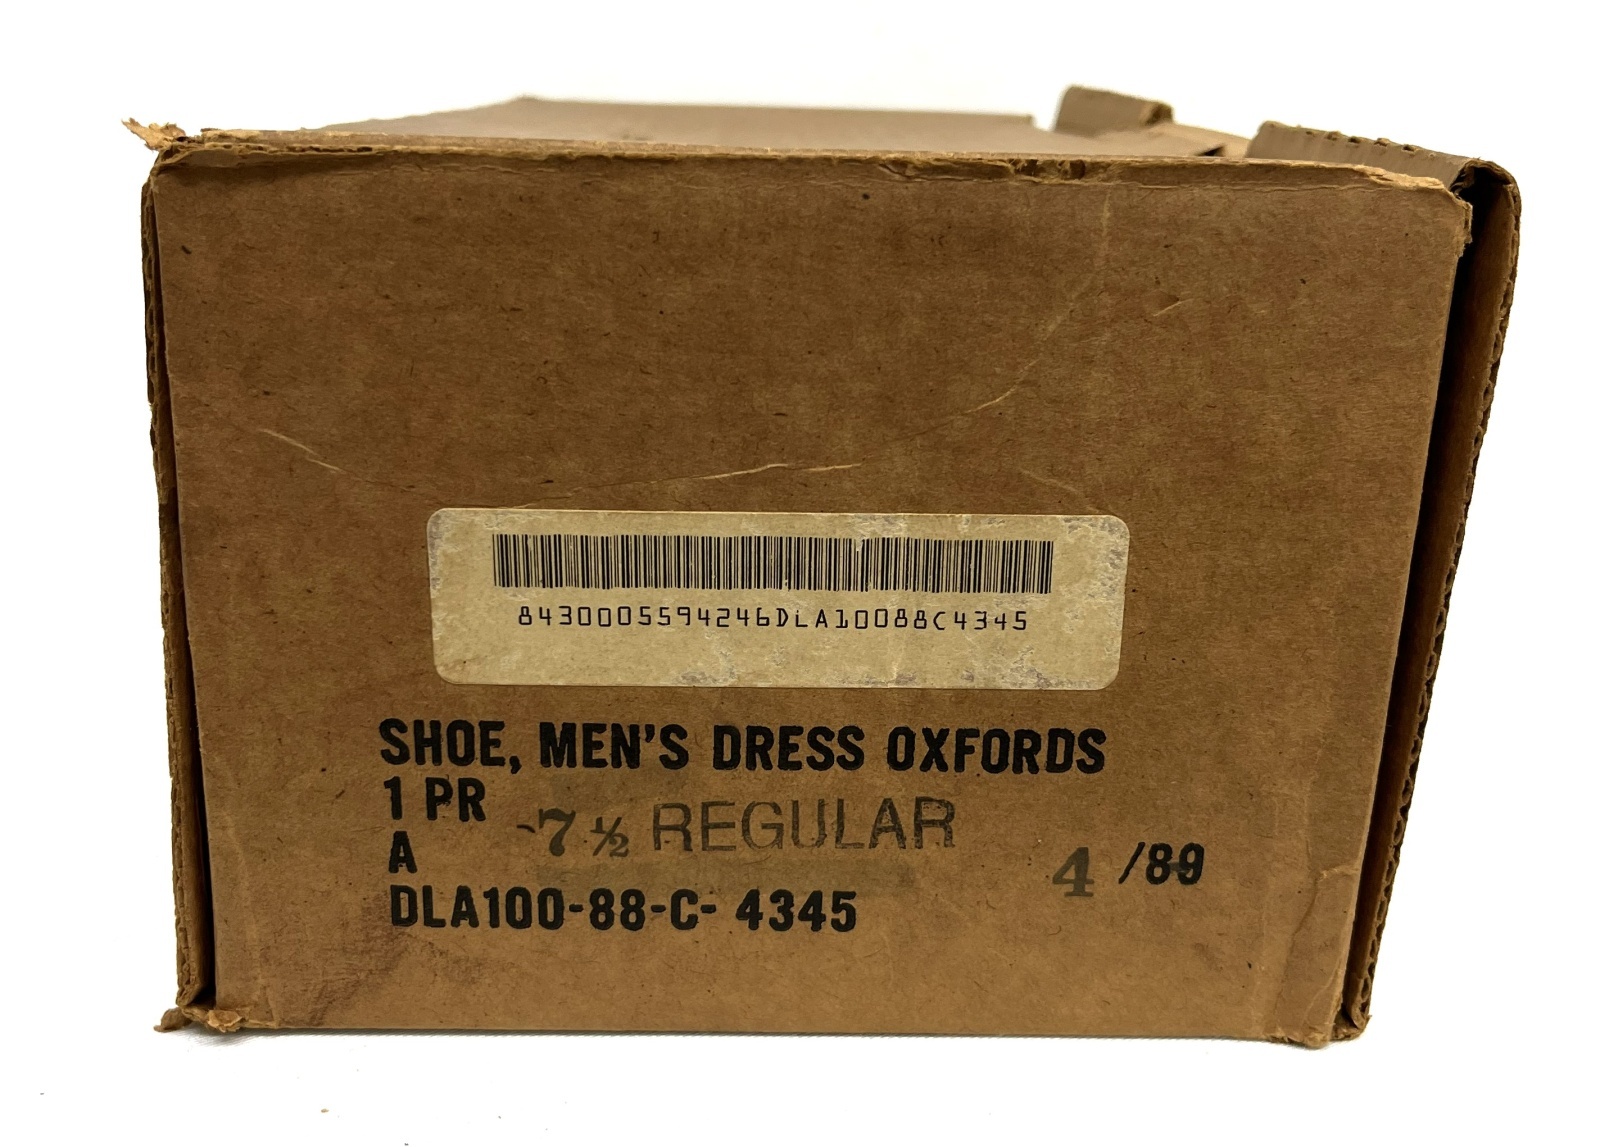 8430005594246DLA10088C4345
SHOE, MEN'S DRESS OXFORDS
1 PR
7 ½ REGULAR
A
4 /89
DLA100-88-C- 4345